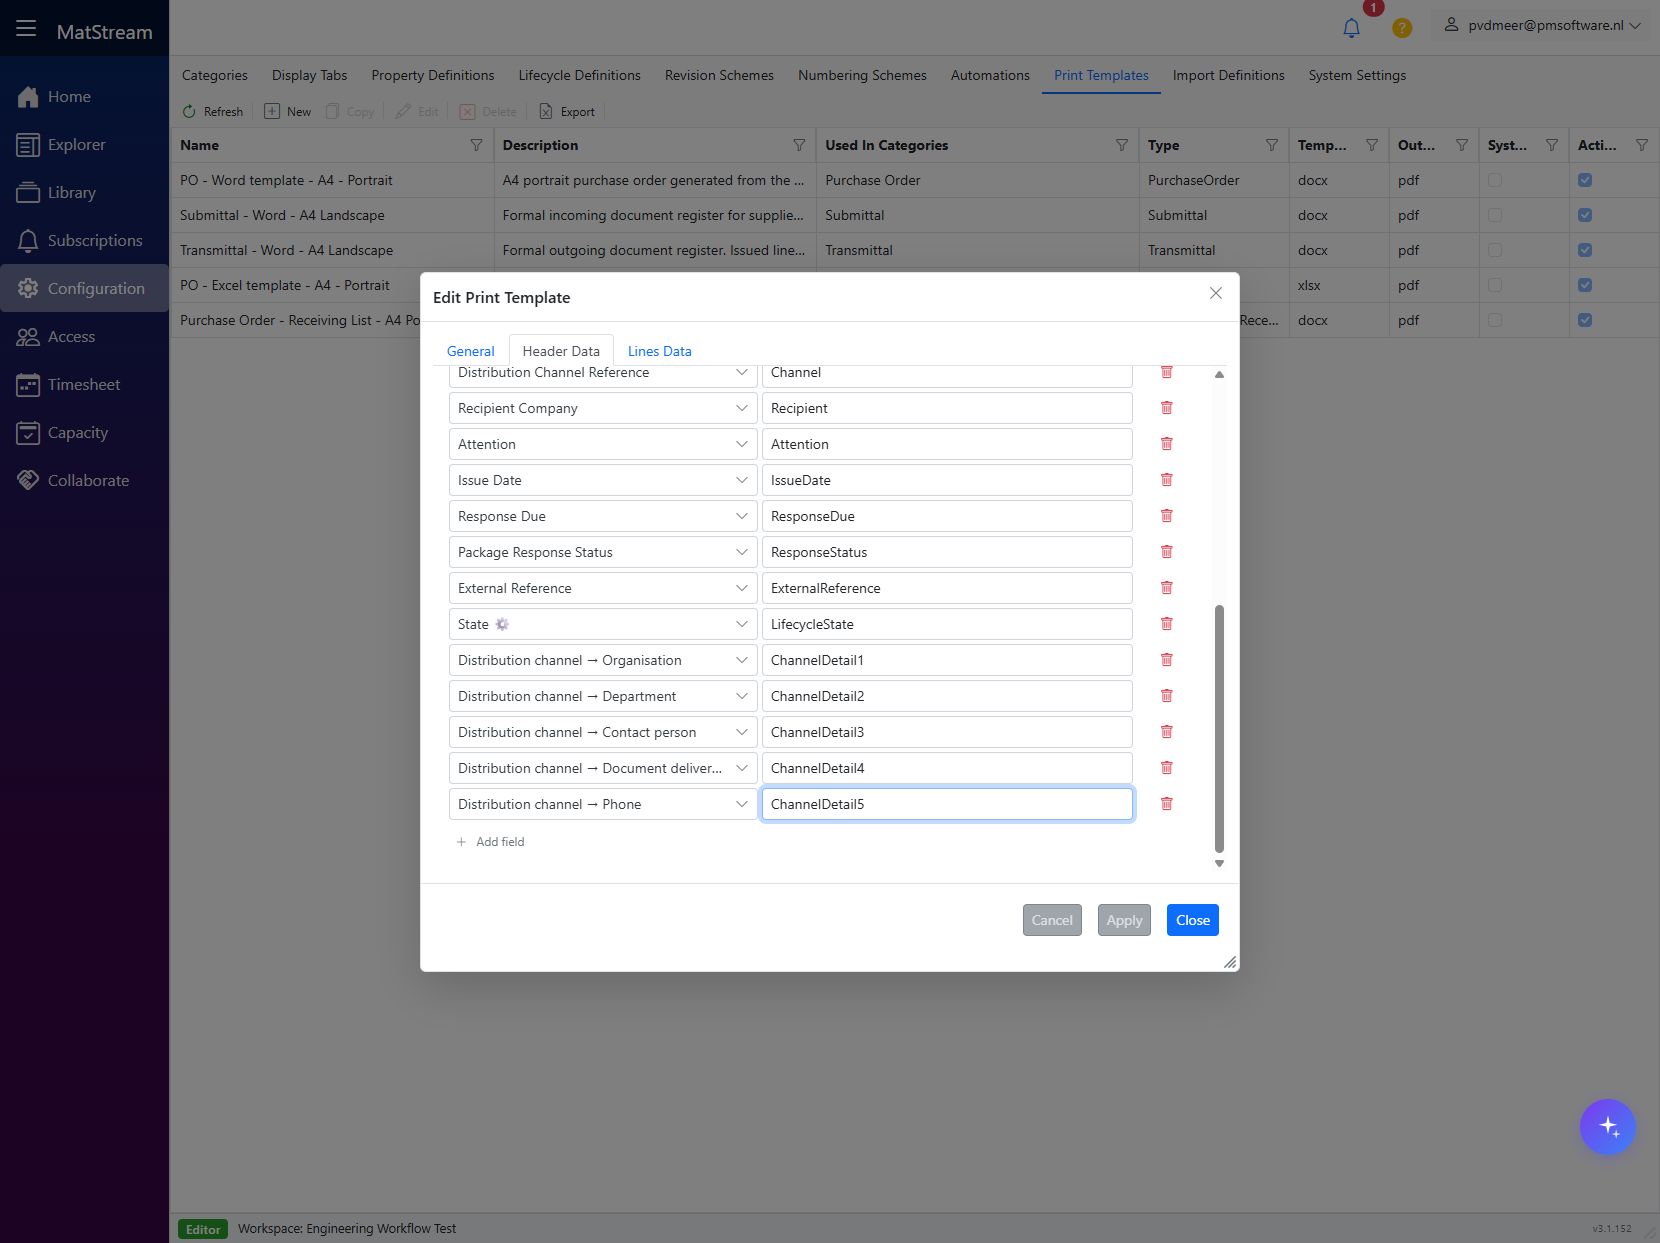 MatStream
1
?
pvdmeer@pmsoftware.nl
Home
Explorer
Library
Subscriptions
Configuration
Access
Timesheet
Capacity
Collaborate
Categories Display Tabs Property Definitions Lifecycle Definitions Revision Schemes Numbering Schemes Automations Print Templates Import Definitions System Settings
Refresh New Copy Edit Delete Export
Name Description Used In Categories Type Temp... Out... Syst... Acti...
PO - Word template - A4 - Portrait A4 portrait purchase order generated from the ... Purchase Order PurchaseOrder docx pdf
Submittal - Word - A4 Landscape Formal incoming document register for supplie... Submittal Submittal docx pdf
Transmittal - Word - A4 Landscape Formal outgoing document register. Issued line... Transmittal Transmittal docx pdf
PO - Excel template - A4 - Portrait xlsx pdf
Purchase Order - Receiving List - A4 Po Rece... docx pdf
Edit Print Template
General Header Data Lines Data
Distribution Channel Reference Channel
Recipient Company Recipient
Attention Attention
Issue Date IssueDate
Response Due ResponseDue
Package Response Status ResponseStatus
External Reference ExternalReference
State LifecycleState
Distribution channel → Organisation ChannelDetail1
Distribution channel → Department ChannelDetail2
Distribution channel → Contact person ChannelDetail3
Distribution channel → Document deliver... ChannelDetail4
Distribution channel → Phone ChannelDetail5
+ Add field
Cancel Apply Close
Editor Workspace: Engineering Workflow Test
v3.1.152